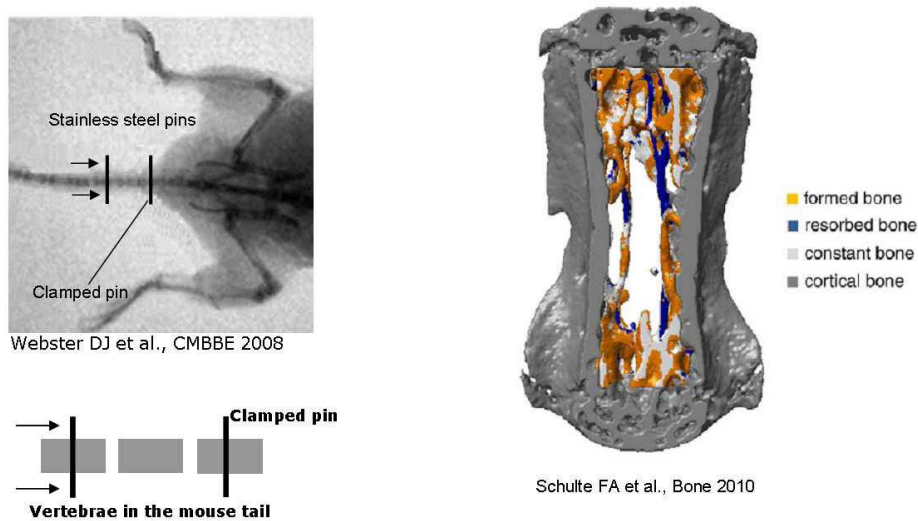 Stainless steel pins
Clamped pin
Webster DJ et al., CMBBE 2008
Clamped pin
Vertebrae in the mouse tail
formed bone
resorbed bone
constant bone
cortical bone
Schulte FA et al., Bone 2010